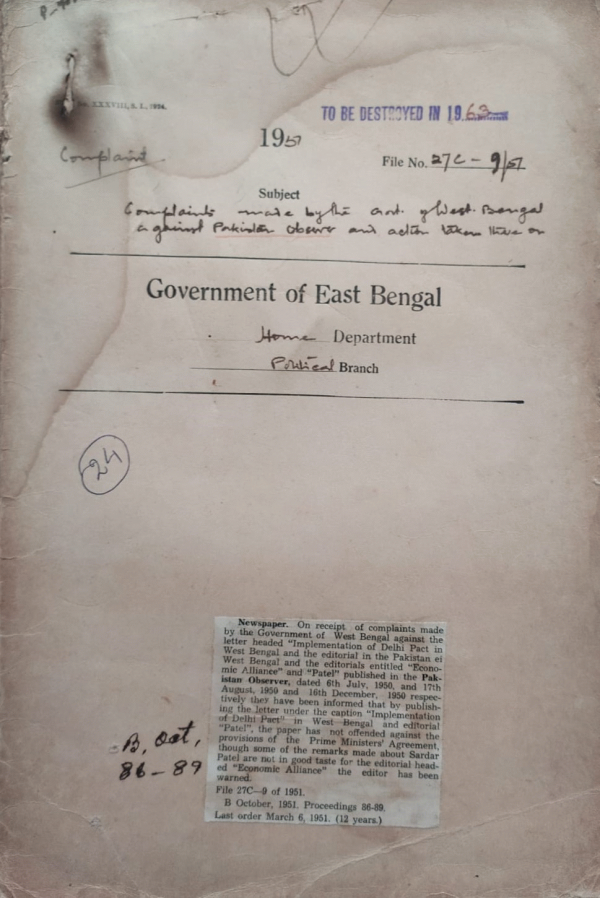 XXXVIII, S. I., 1934.
TO BE DESTROYED IN 1963
1951
Complaint
File No. 27C – 9/51
Subject
Complaints made by the Govt. of West. Bengal
against Pakistan Observer and action taken there on
Government of East Bengal
Home Department
Political Branch
24
Newspaper. On receipt of complaints made
by the Government of West Bengal against the
letter headed "Implementation of Delhi Pact in
West Bengal and the editorial in the Pakistan ei
West Bengal and the editorials entitled "Econo-
mic Alliance" and "Patel" published in the Pak-
istan Observer, dated 6th July, 1950, and 17th
August, 1950 and 16th December, 1950 respec-
tively they have been informed that by publish-
ing the letter under the caption "Implementation
of Delhi Pact" in West Bengal and editorial
"Patel", the paper has not offended against the
provisions of the Prime Ministers' Agreement,
though some of the remarks made about Sardar
Patel are not in good taste for the editorial head-
ed "Economic Alliance" the editor has been
warned.
File 27C—9 of 1951.
B October, 1951. Proceedings 86-89.
Last order March 6, 1951. (12 years.)
B, Oct,
86 – 89